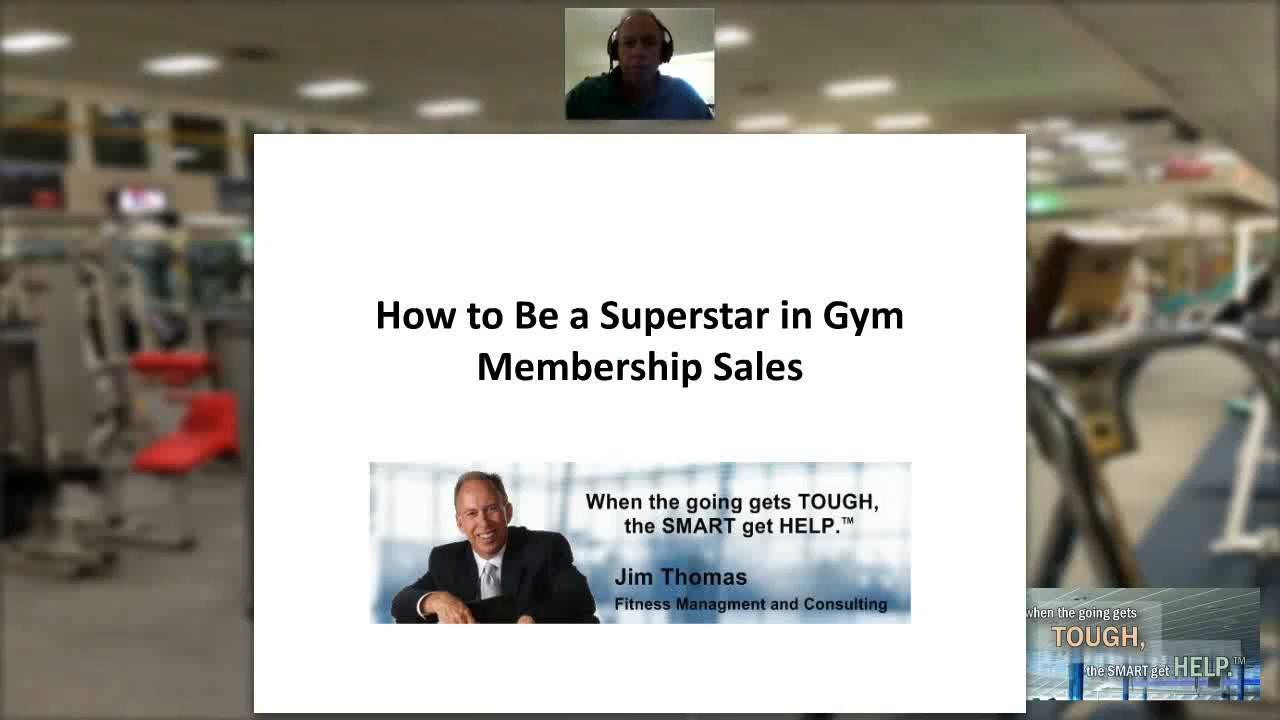 How to Be a Superstar in Gym
Membership Sales
When the going gets TOUGH,
the SMART get HELP.™
Jim Thomas
Fitness Managment and Consulting
when the going gets
TOUGH,
the SMART get HELP.™